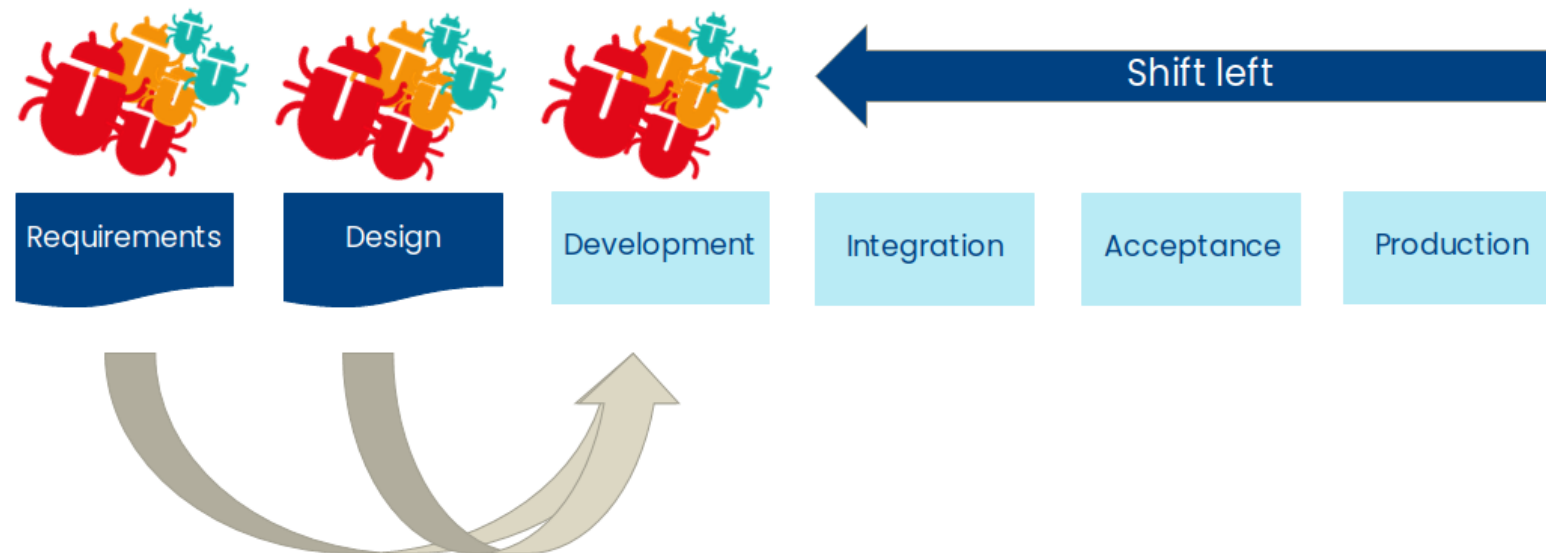 Shift left
Requirements
Design
Development
Integration
Acceptance
Production